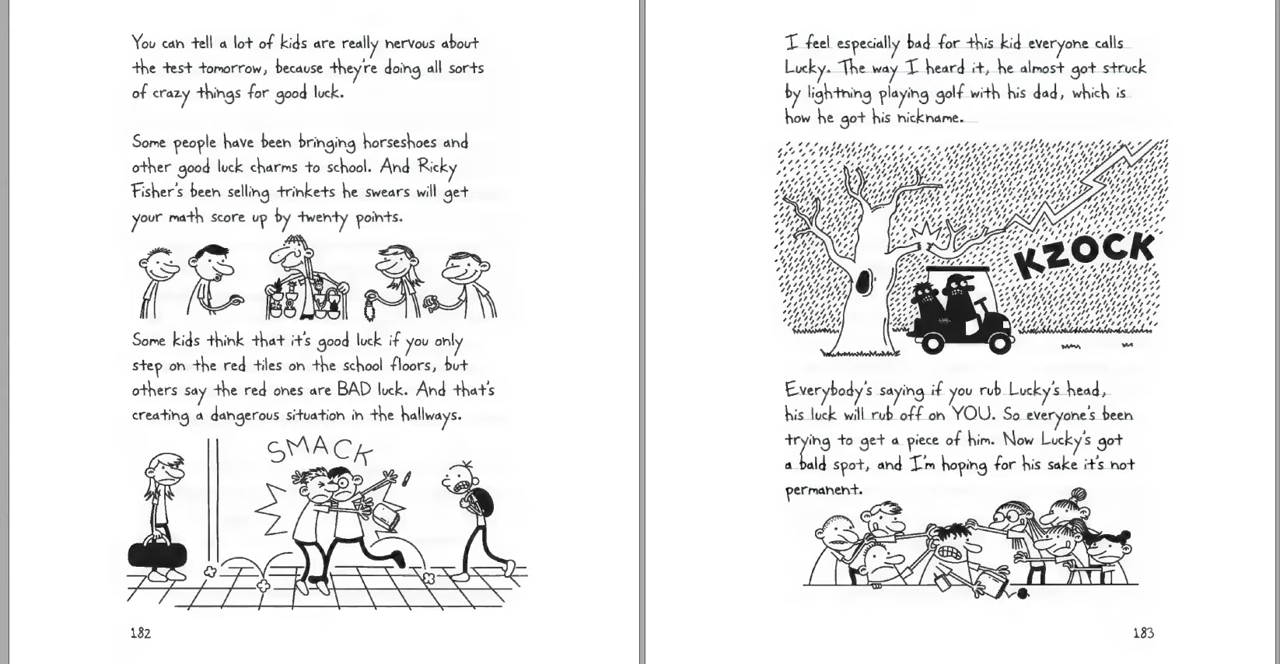 You can tell a lot of kids are really nervous about
the test tomorrow, because they're doing all sorts
of crazy things for good luck.
Some people have been bringing horseshoes and
other good luck charms to school. And Ricky
Fisher's been selling trinkets he swears will get
your math score up by twenty points.
Some kids think that it's good luck if you only
step on the red tiles on the school floors, but
others say the red ones are BAD luck. And that's
creating a dangerous situation in the hallways.
SMACK
182
I feel especially bad for this kid everyone calls
Lucky. The way I heard it, he almost got struck
by lightning playing golf with his dad, which is
how he got his nickname.
KZOCK
Everybody's saying if you rub Lucky's head,
his luck will rub off on YOU. So everyone's been
trying to get a piece of him. Now Lucky's got
a bald spot, and I'm hoping for his sake it's not
permanent.
183